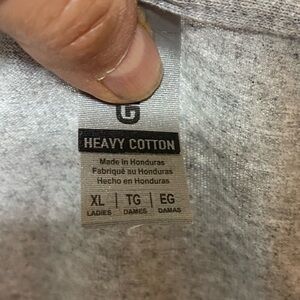 G
HEAVY COTTON
Made in Honduras
Fabriqué au Honduras
Hecho en Honduras
XL | TG | EG
LADIES DAMES DAMAS